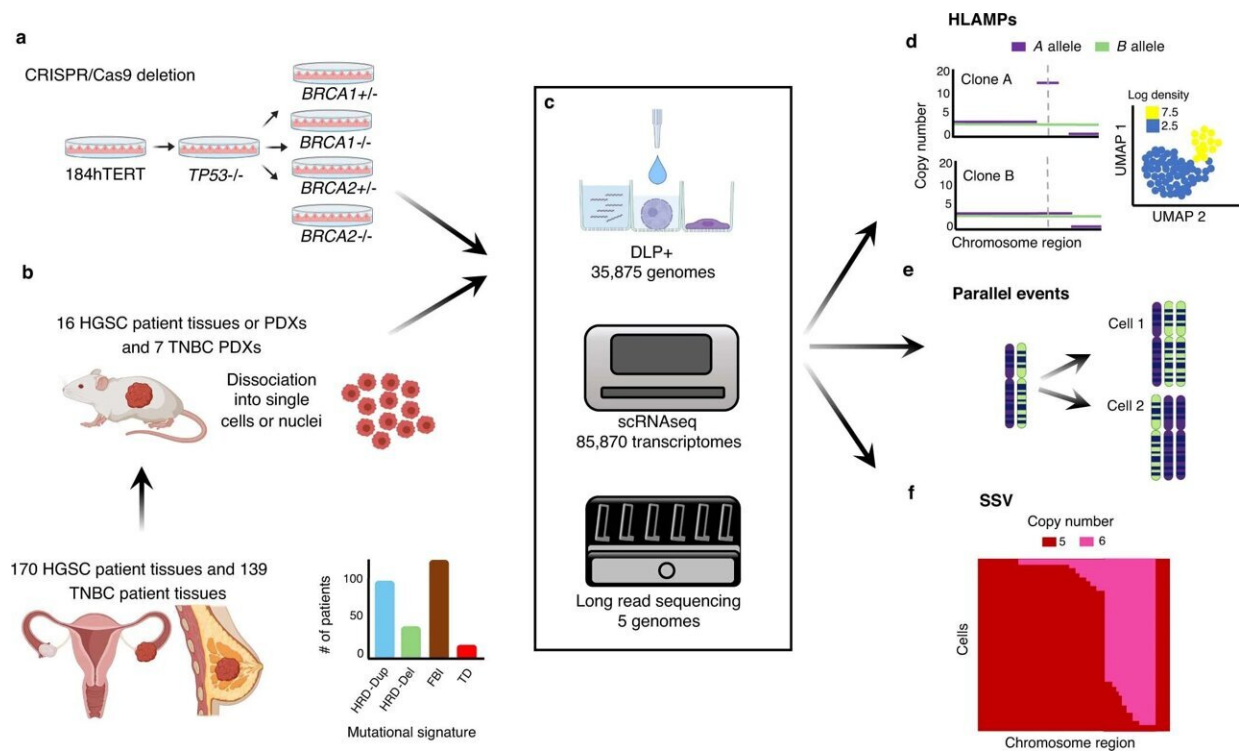 a
CRISPR/Cas9 deletion
184hTERT
TP53-/-
BRCA1+/-
BRCA1-/-
BRCA2+/-
BRCA2-/-
b
16 HGSC patient tissues or PDXs
and 7 TNBC PDXs
Dissociation
into single
cells or nuclei
170 HGSC patient tissues and 139
TNBC patient tissues
# of patients
100
50
0
HRD-Dup
HRD-Del
FBI
TD
Mutational signature
c
DLP+
35,875 genomes
scRNAseq
85,870 transcriptomes
Long read sequencing
5 genomes
HLAMPs
d
A allele
B allele
Copy number
20
15
10
5
0
Clone A
20
15
10
5
0
Clone B
Chromosome region
Log density
7.5
2.5
UMAP 1
UMAP 2
e
Parallel events
Cell 1
Cell 2
f
SSV
Copy number
5
6
Cells
Chromosome region